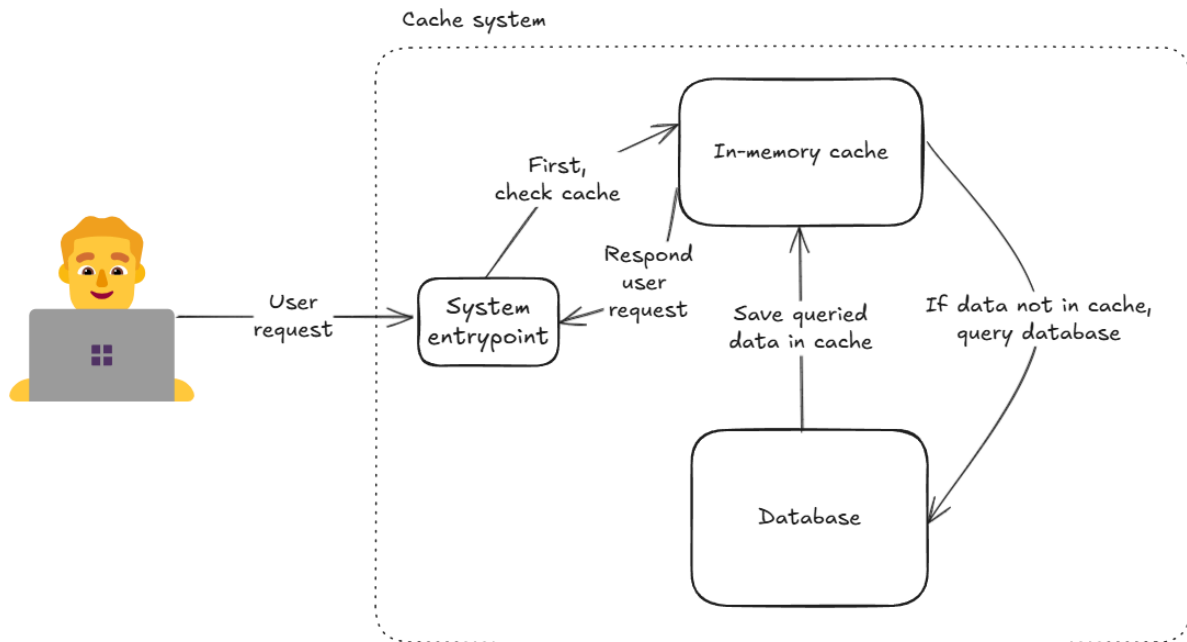 Cache system
In-memory cache
First,
check cache
Respond
user
request
User
request
System
entrypoint
Save queried
data in cache
If data not in cache,
query database
Database